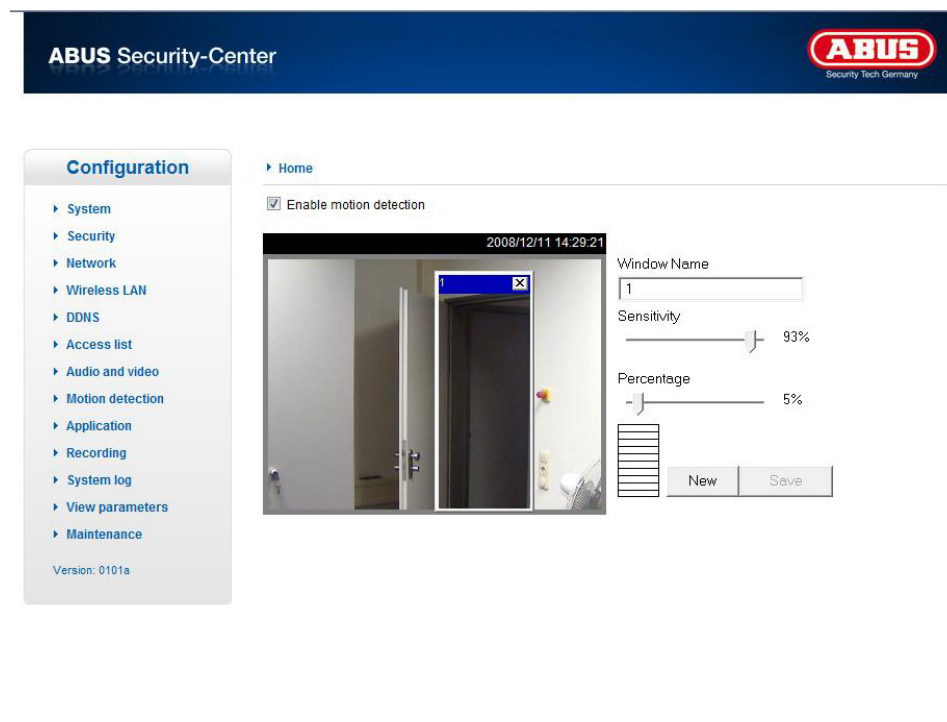 ABUS Security-Center
ABUS
Security Tech Germany
Configuration
System
Security
Network
Wireless LAN
DDNS
Access list
Audio and video
Motion detection
Application
Recording
System log
View parameters
Maintenance
Version: 0101a
Home
Enable motion detection
2008/12/11 14:29:21
1
Window Name
1
Sensitivity
93%
Percentage
5%
New
Save